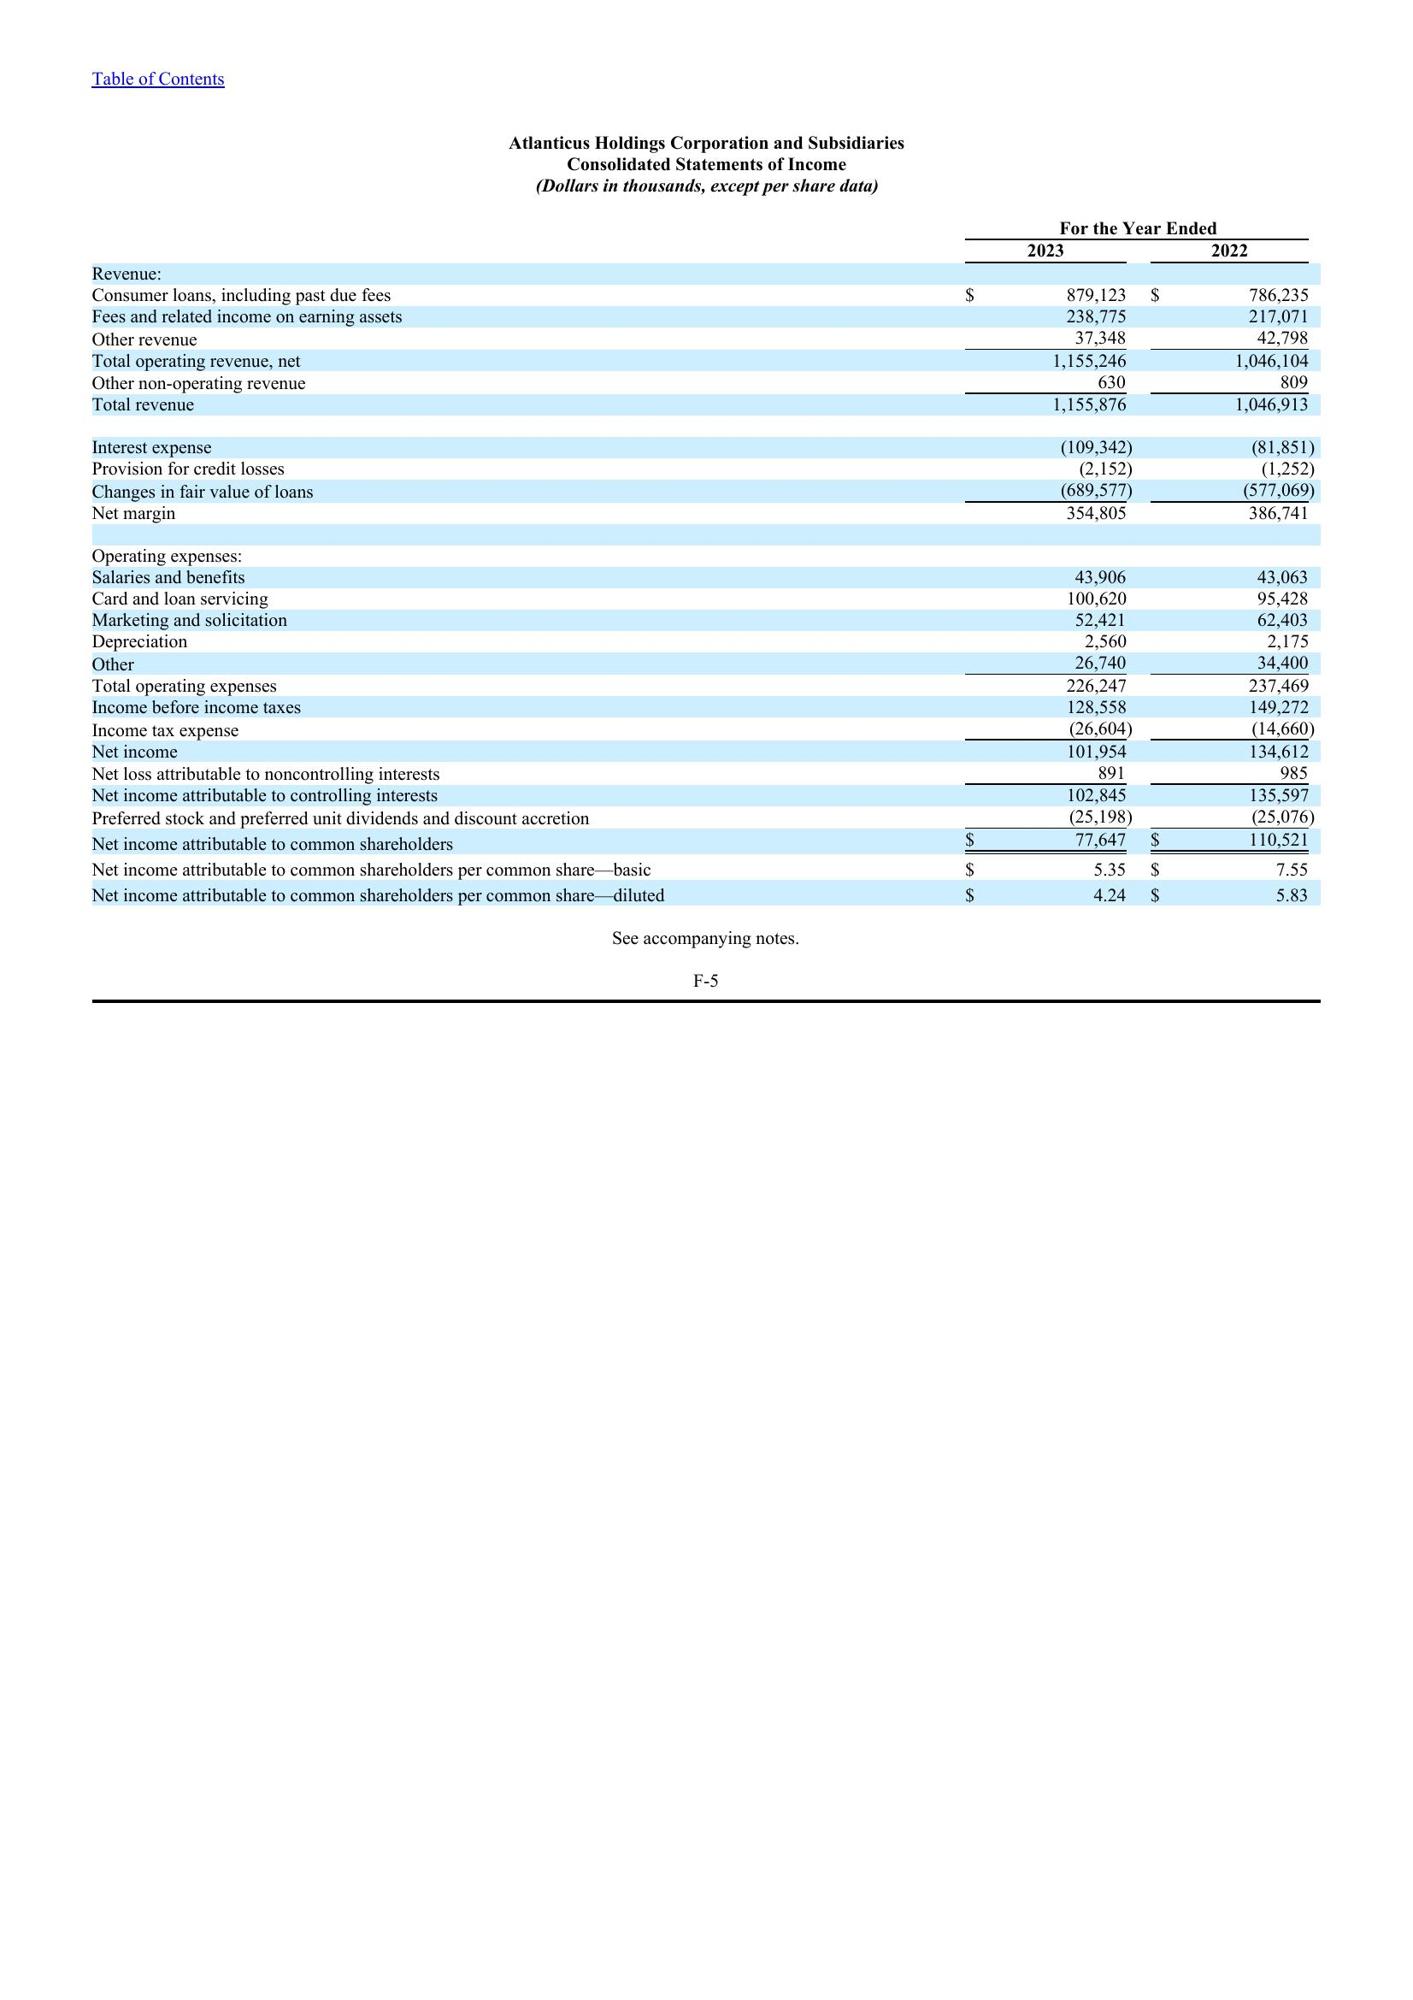 Table of Contents
Atlanticus Holdings Corporation and Subsidiaries
Consolidated Statements of Income
(Dollars in thousands, except per share data)
For the Year Ended
2023 2022
Revenue:
Consumer loans, including past due fees $ 879,123 $ 786,235
Fees and related income on earning assets 238,775 217,071
Other revenue 37,348 42,798
Total operating revenue, net 1,155,246 1,046,104
Other non-operating revenue 630 809
Total revenue 1,155,876 1,046,913
Interest expense (109,342) (81,851)
Provision for credit losses (2,152) (1,252)
Changes in fair value of loans (689,577) (577,069)
Net margin 354,805 386,741
Operating expenses:
Salaries and benefits 43,906 43,063
Card and loan servicing 100,620 95,428
Marketing and solicitation 52,421 62,403
Depreciation 2,560 2,175
Other 26,740 34,400
Total operating expenses 226,247 237,469
Income before income taxes 128,558 149,272
Income tax expense (26,604) (14,660)
Net income 101,954 134,612
Net loss attributable to noncontrolling interests 891 985
Net income attributable to controlling interests 102,845 135,597
Preferred stock and preferred unit dividends and discount accretion (25,198) (25,076)
Net income attributable to common shareholders $ 77,647 $ 110,521
Net income attributable to common shareholders per common share—basic $ 5.35 $ 7.55
Net income attributable to common shareholders per common share—diluted $ 4.24 $ 5.83
See accompanying notes.
F-5